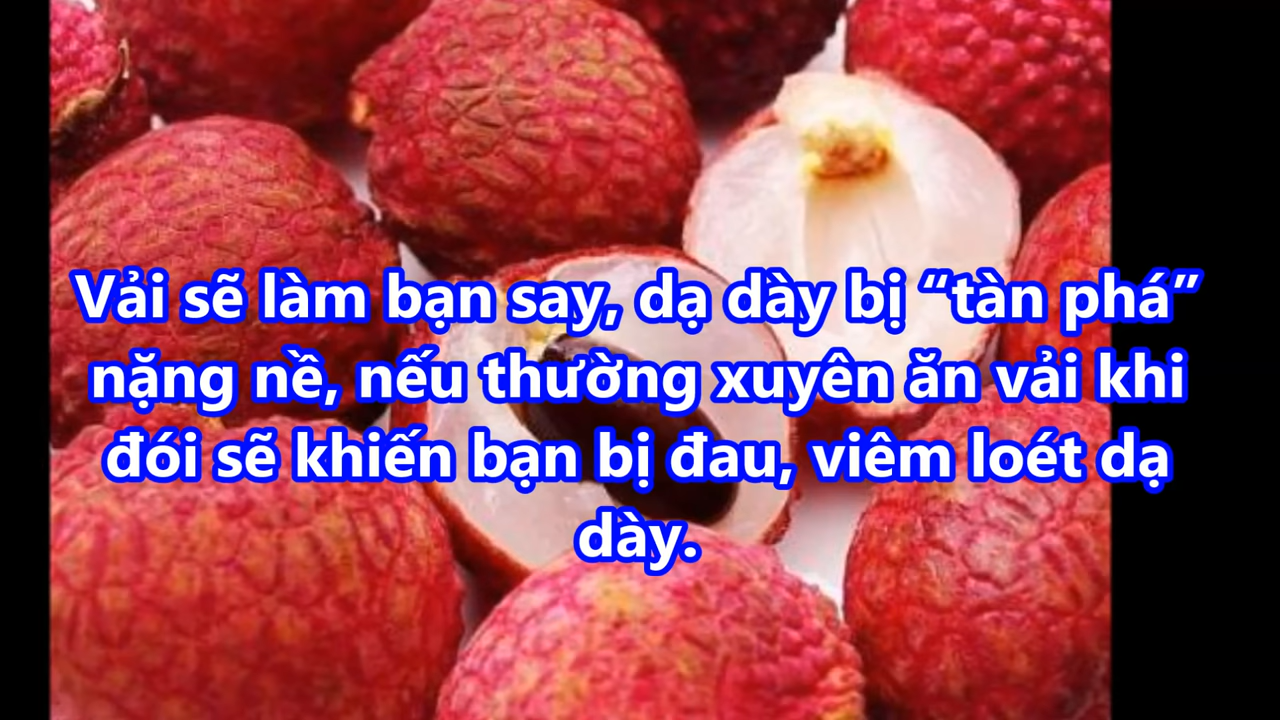 Vải sẽ làm bạn say, dạ dày bị “tàn phá”
nặng nề, nếu thường xuyên ăn vải khi
đói sẽ khiến bạn bị đau, viêm loét dạ
dày.